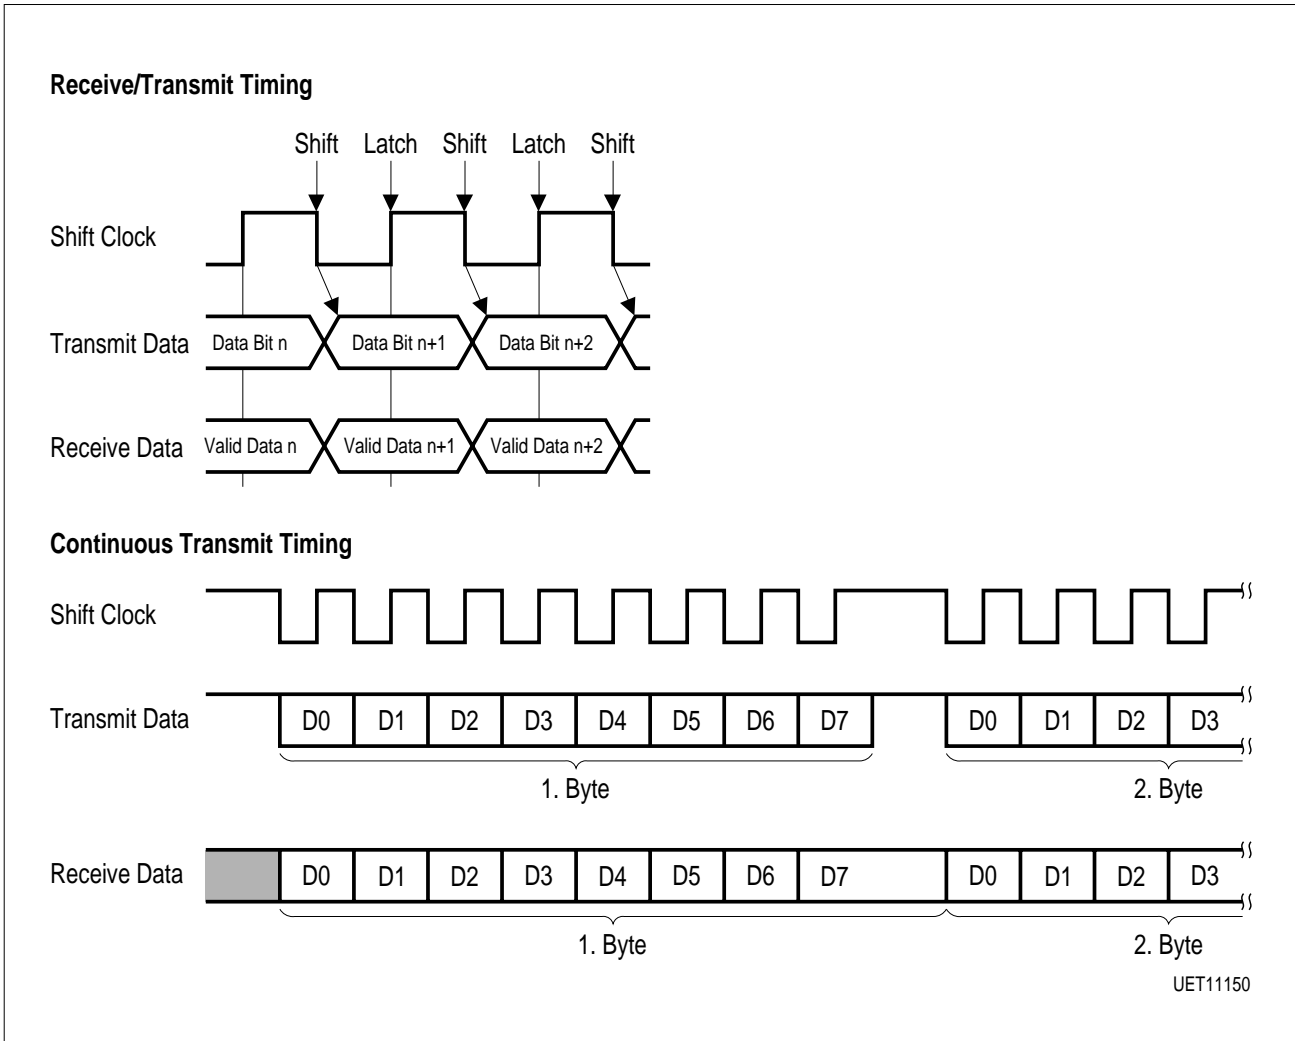 Receive/Transmit Timing
Shift Latch Shift Latch Shift
Shift Clock
Transmit Data Data Bit n Data Bit n+1 Data Bit n+2
Receive Data Valid Data n Valid Data n+1 Valid Data n+2
Continuous Transmit Timing
Shift Clock
Transmit Data D0 D1 D2 D3 D4 D5 D6 D7 D0 D1 D2 D3
1. Byte 2. Byte
Receive Data D0 D1 D2 D3 D4 D5 D6 D7 D0 D1 D2 D3
1. Byte 2. Byte
UET11150